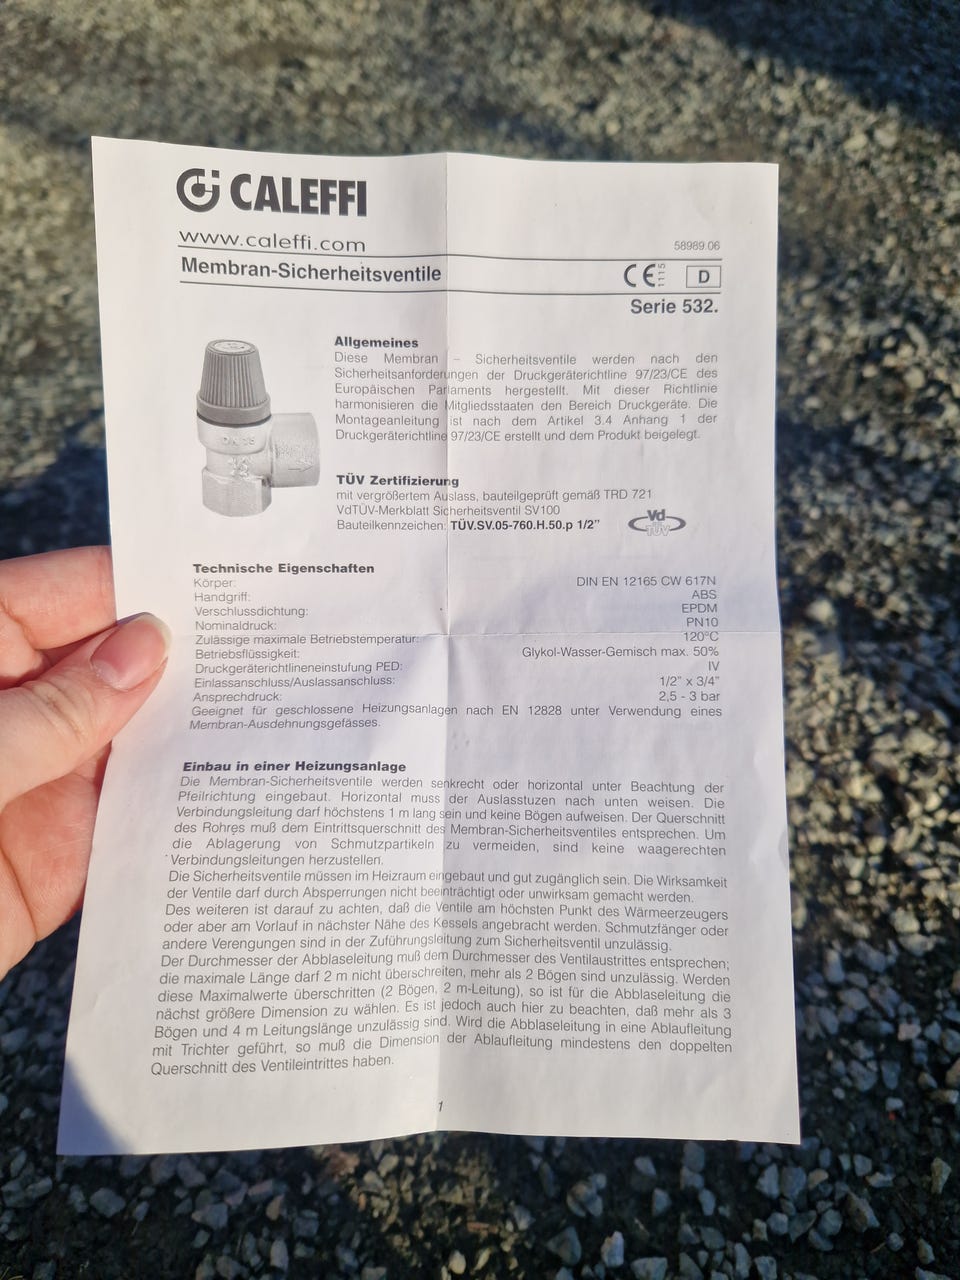 CALEFFI
www.caleffi.com
58989.06
Membran-Sicherheitsventile
CE 1115 D
Serie 532.
Allgemeines
Diese Membran – Sicherheitsventile werden nach den
Sicherheitsanforderungen der Druckgeräterichtline 97/23/CE des
Europäischen Parlaments hergestellt. Mit dieser Richtlinie
harmonisieren die Mitgliedsstaaten den Bereich Druckgeräte. Die
Montageanleitung ist nach dem Artikel 3.4 Anhang 1 der
Druckgeräterichtline 97/23/CE erstellt und dem Produkt beigelegt.
DN 15
TÜV Zertifizierung
mit vergrößertem Auslass, bauteilgeprüft gemäß TRD 721
VdTÜV-Merkblatt Sicherheitsventil SV100
Bauteilkennzeichen: TÜV.SV.05-760.H.50.p 1/2”
Vd TÜV
Technische Eigenschaften
Körper: DIN EN 12165 CW 617N
Handgriff: ABS
Verschlussdichtung: EPDM
Nominaldruck: PN10
Zulässige maximale Betriebstemperatur: 120°C
Betriebsflüssigkeit: Glykol-Wasser-Gemisch max. 50%
Druckgeräterichtlineneinstufung PED: IV
Einlassanschluss/Auslassanschluss: 1/2” x 3/4”
Ansprechdruck: 2,5 - 3 bar
Geeignet für geschlossene Heizungsanlagen nach EN 12828 unter Verwendung eines
Membran-Ausdehnungsgefässes.
Einbau in einer Heizungsanlage
Die Membran-Sicherheitsventile werden senkrecht oder horizontal unter Beachtung der
Pfeilrichtung eingebaut. Horizontal muss der Auslasstuzen nach unten weisen. Die
Verbindungsleitung darf höchstens 1 m lang sein und keine Bögen aufweisen. Der Querschnitt
des Rohres muß dem Eintrittsquerschnitt des Membran-Sicherheitsventiles entsprechen. Um
die Ablagerung von Schmutzpartikeln zu vermeiden, sind keine waagerechten
Verbindungsleitungen herzustellen.
Die Sicherheitsventile müssen im Heizraum eingebaut und gut zugänglich sein. Die Wirksamkeit
der Ventile darf durch Absperrungen nicht beeinträchtigt oder unwirksam gemacht werden.
Des weiteren ist darauf zu achten, daß die Ventile am höchsten Punkt des Wärmeerzeugers
oder aber am Vorlauf in nächster Nähe des Kessels angebracht werden. Schmutzfänger oder
andere Verengungen sind in der Zuführungsleitung zum Sicherheitsventil unzulässig.
Der Durchmesser der Abblaseleitung muß dem Durchmesser des Ventilaustrittes entsprechen;
die maximale Länge darf 2 m nicht überschreiten, mehr als 2 Bögen sind unzulässig. Werden
diese Maximalwerte überschritten (2 Bögen, 2 m-Leitung), so ist für die Abblaseleitung die
nächst größere Dimension zu wählen. Es ist jedoch auch hier zu beachten, daß mehr als 3
Bögen und 4 m Leitungslänge unzulässig sind. Wird die Abblaseleitung in eine Ablaufleitung
mit Trichter geführt, so muß die Dimension der Ablaufleitung mindestens den doppelten
Querschnitt des Ventileintrittes haben.
1